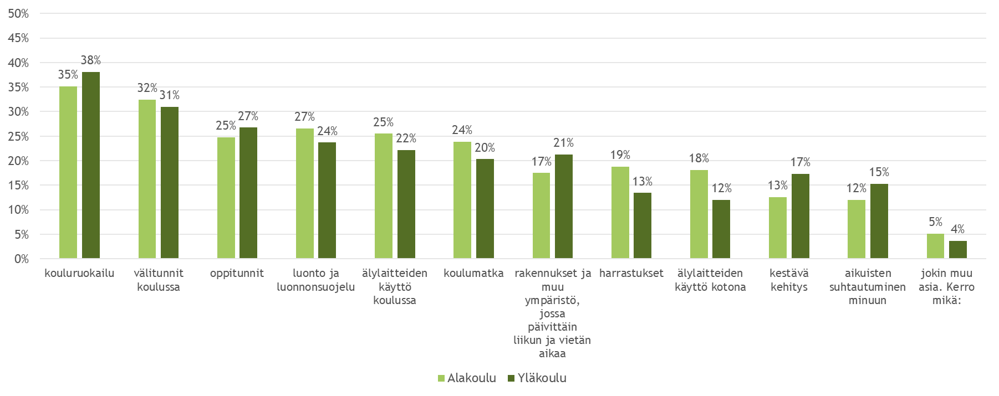 50%
45%
40%
35%
30%
25%
20%
15%
10%
5%
0%
35%
38%
32%
31%
25%
27%
27%
24%
25%
22%
24%
20%
17%
21%
19%
13%
18%
12%
13%
17%
12%
15%
5%
4%
kouluruokailu
välitunnit
koulussa
oppitunnit
luonto ja
luonnonsuojelu
älylaitteiden
käyttö
koulussa
koulumatka
rakennukset ja
muu
ympäristö,
jossa
päivittäin
liikun ja vietän
aikaa
harrastukset
älylaitteiden
käyttö kotona
kestävä
kehitys
aikuisten
suhtautuminen
minuun
jokin muu
asia. Kerro
mikä:
Alakoulu
Yläkoulu